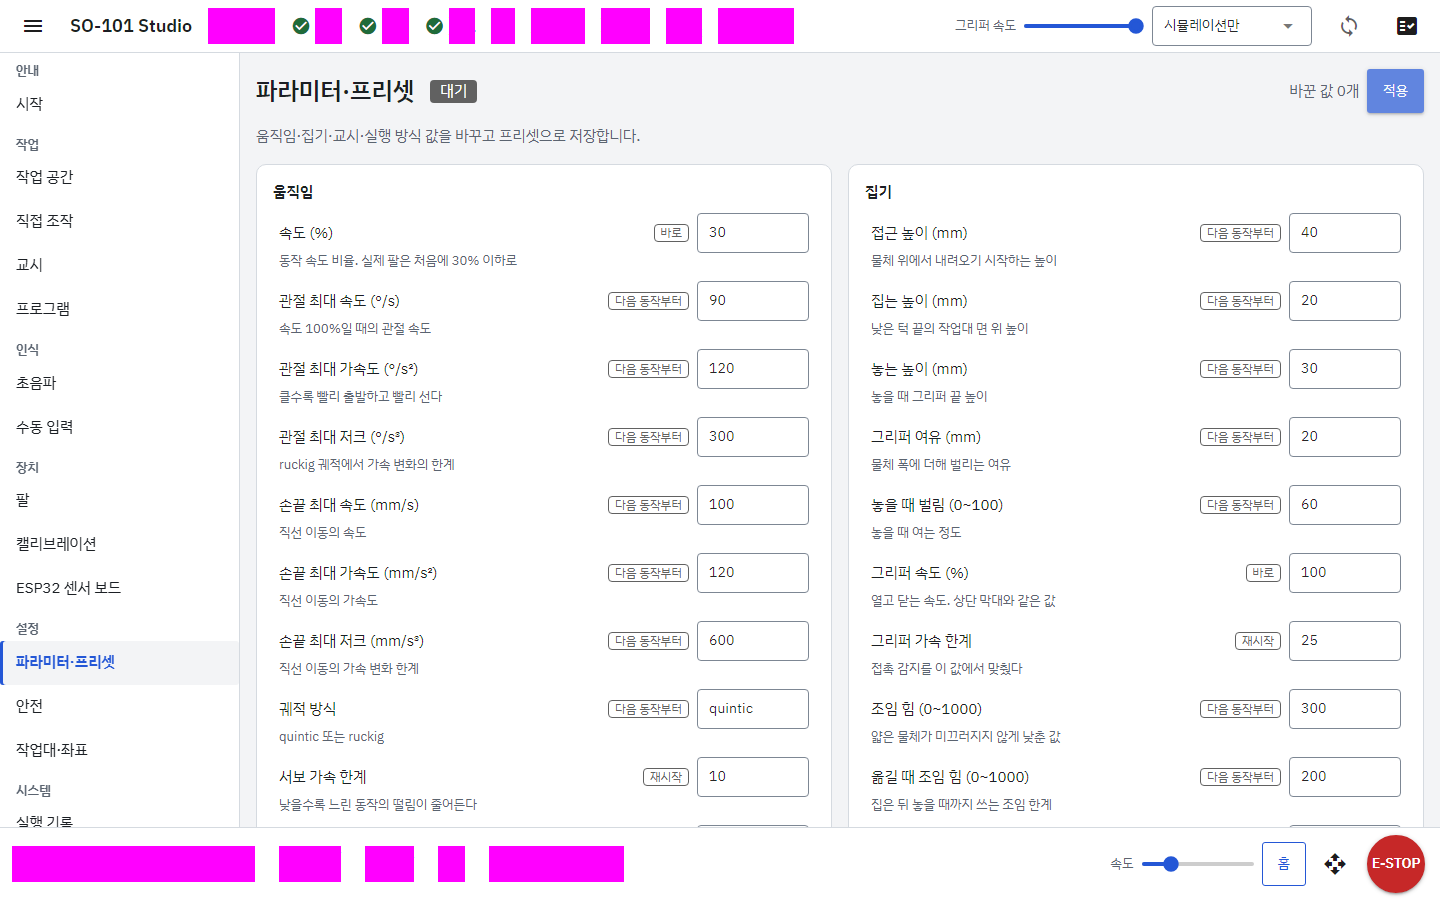 SO-101 Studio
그리퍼 속도
시뮬레이션만
안내
시작
작업
작업 공간
직접 조작
교시
프로그램
인식
초음파
수동 입력
장치
팔
캘리브레이션
ESP32 센서 보드
설정
파라미터·프리셋
안전
작업대·좌표
시스템
실행 기록
파라미터·프리셋
대기
바꾼 값 0개
적용
움직임·집기·교시·실행 방식 값을 바꾸고 프리셋으로 저장합니다.
움직임
속도 (%)
바로
30
동작 속도 비율. 실제 팔은 처음에 30% 이하로
관절 최대 속도 (°/s)
다음 동작부터
90
속도 100%일 때의 관절 속도
관절 최대 가속도 (°/s²)
다음 동작부터
120
클수록 빨리 출발하고 빨리 선다
관절 최대 저크 (°/s³)
다음 동작부터
300
ruckig 궤적에서 가속 변화의 한계
손끝 최대 속도 (mm/s)
다음 동작부터
100
직선 이동의 속도
손끝 최대 가속도 (mm/s²)
다음 동작부터
120
직선 이동의 가속도
손끝 최대 저크 (mm/s³)
다음 동작부터
600
직선 이동의 가속 변화 한계
궤적 방식
다음 동작부터
quintic
quintic 또는 ruckig
서보 가속 한계
재시작
10
낮을수록 느린 동작의 떨림이 줄어든다
집기
접근 높이 (mm)
다음 동작부터
40
물체 위에서 내려오기 시작하는 높이
집는 높이 (mm)
다음 동작부터
20
낮은 턱 끝의 작업대 면 위 높이
놓는 높이 (mm)
다음 동작부터
30
놓을 때 그리퍼 끝 높이
그리퍼 여유 (mm)
다음 동작부터
20
물체 폭에 더해 벌리는 여유
놓을 때 벌림 (0~100)
다음 동작부터
60
놓을 때 여는 정도
그리퍼 속도 (%)
바로
100
열고 닫는 속도. 상단 막대와 같은 값
그리퍼 가속 한계
재시작
25
접촉 감지를 이 값에서 맞췄다
조임 힘 (0~1000)
다음 동작부터
300
얇은 물체가 미끄러지지 않게 낮춘 값
옮길 때 조임 힘 (0~1000)
다음 동작부터
200
집은 뒤 놓을 때까지 쓰는 조임 한계
속도
홈
E-STOP